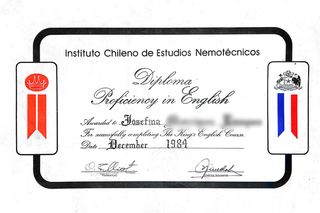 Instituto Chileno de Estudios Nemotécnicos
Diploma
Proficiency in English
Awarded to Josefina
For succesfully completing The King's English Course
Date December 1984